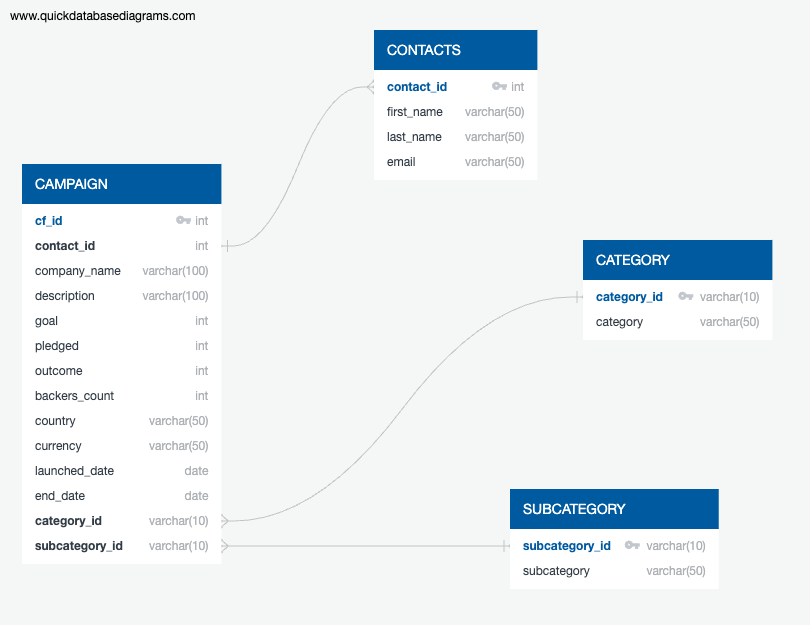 www.quickdatabasediagrams.com
CONTACTS
contact_id int
first_name varchar(50)
last_name varchar(50)
email varchar(50)
CAMPAIGN
cf_id int
contact_id int
company_name varchar(100)
description varchar(100)
goal int
pledged int
outcome int
backers_count int
country varchar(50)
currency varchar(50)
launched_date date
end_date date
category_id varchar(10)
subcategory_id varchar(10)
CATEGORY
category_id varchar(10)
category varchar(50)
SUBCATEGORY
subcategory_id varchar(10)
subcategory varchar(50)